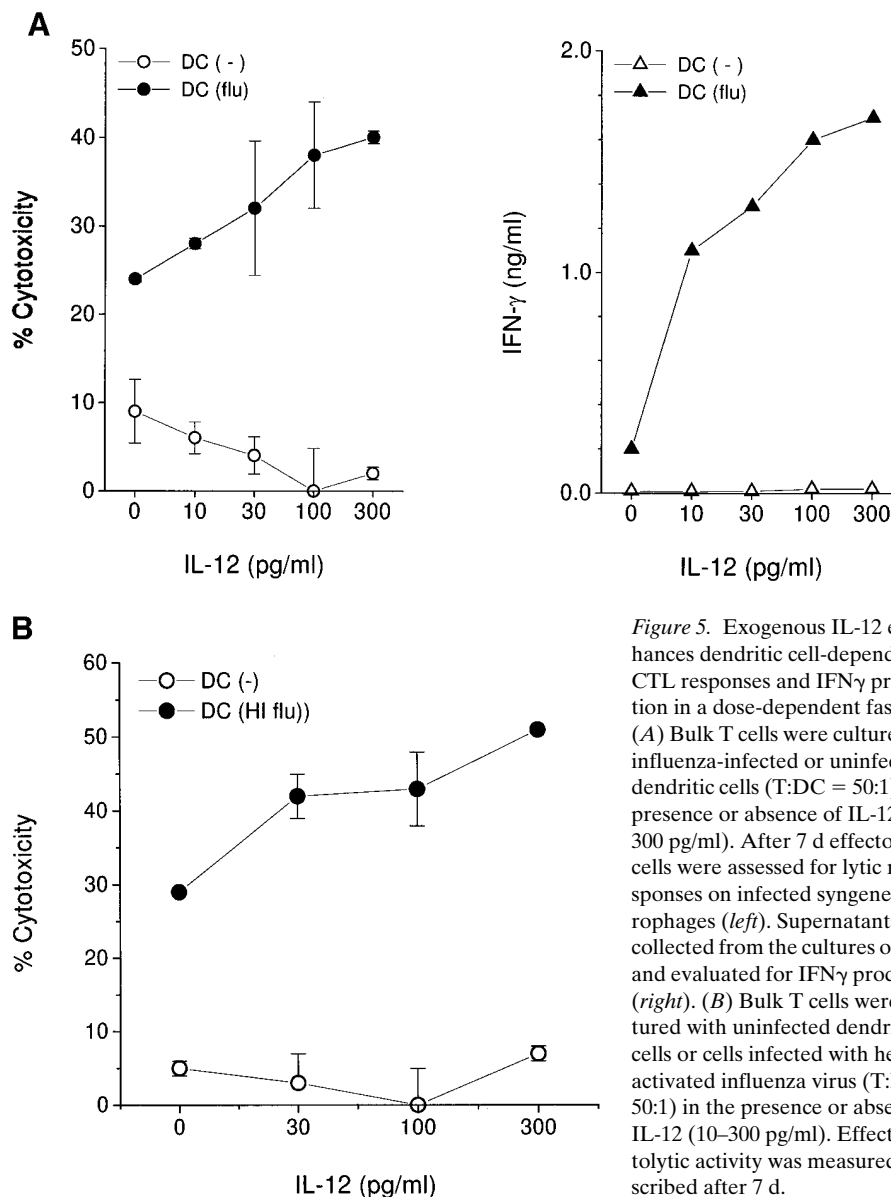 A
50
40
30
20
10
0
% Cytotoxicity
DC ( - )
DC (flu)
0 10 30 100 300
IL-12 (pg/ml)
2.0
1.0
0.0
IFN-γ (ng/ml)
DC ( - )
DC (flu)
0 10 30 100 300
IL-12 (pg/ml)
B
60
50
40
30
20
10
0
% Cytotoxicity
DC (-)
DC (HI flu))
0 30 100 300
IL-12 (pg/ml)
Figure 5. Exogenous IL-12 e
hances dendritic cell-depend
CTL responses and IFNγ pr
tion in a dose-dependent fas
(A) Bulk T cells were culture
influenza-infected or uninfec
dendritic cells (T:DC = 50:1)
presence or absence of IL-12
300 pg/ml). After 7 d effecto
cells were assessed for lytic r
sponses on infected syngene
rophages (left). Supernatants
collected from the cultures o
and evaluated for IFNγ proc
(right). (B) Bulk T cells were
tured with uninfected dendri
cells or cells infected with he
activated influenza virus (T:
50:1) in the presence or abse
IL-12 (10–300 pg/ml). Effect
tolytic activity was measured
scribed after 7 d.